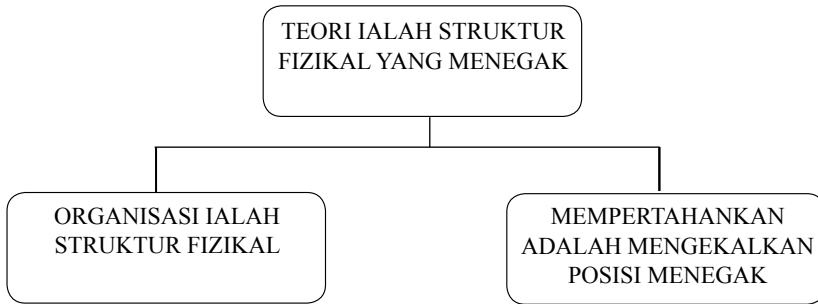 TEORI IALAH STRUKTUR
FIZIKAL YANG MENEGAK
ORGANISASI IALAH
STRUKTUR FIZIKAL
MEMPERTAHANKAN
ADALAH MENGEKALKAN
POSISI MENEGAK